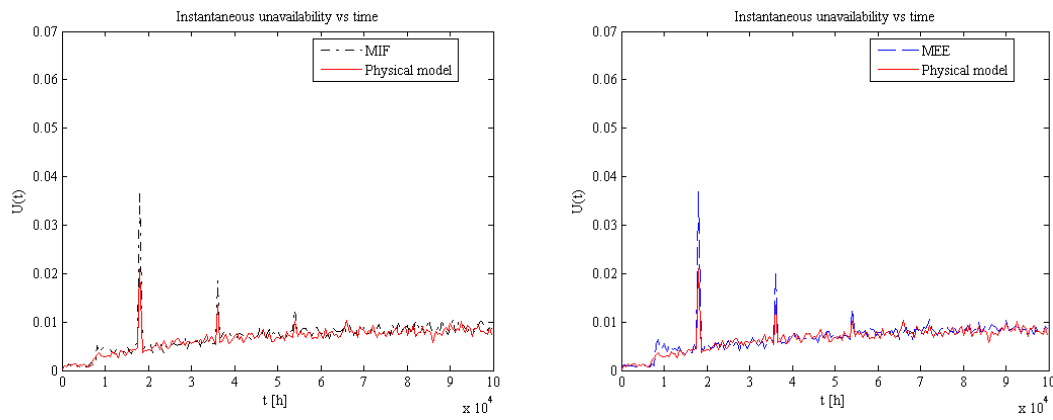 Instantaneous unavailability vs time
0.07
0.06
0.05
0.04
0.03
0.02
0.01
0
U(t)
MIF
Physical model
0 1 2 3 4 5 6 7 8 9 10
t [h]
x 10^4
Instantaneous unavailability vs time
0.07
0.06
0.05
0.04
0.03
0.02
0.01
0
U(t)
MEE
Physical model
0 1 2 3 4 5 6 7 8 9 10
t [h]
x 10^4